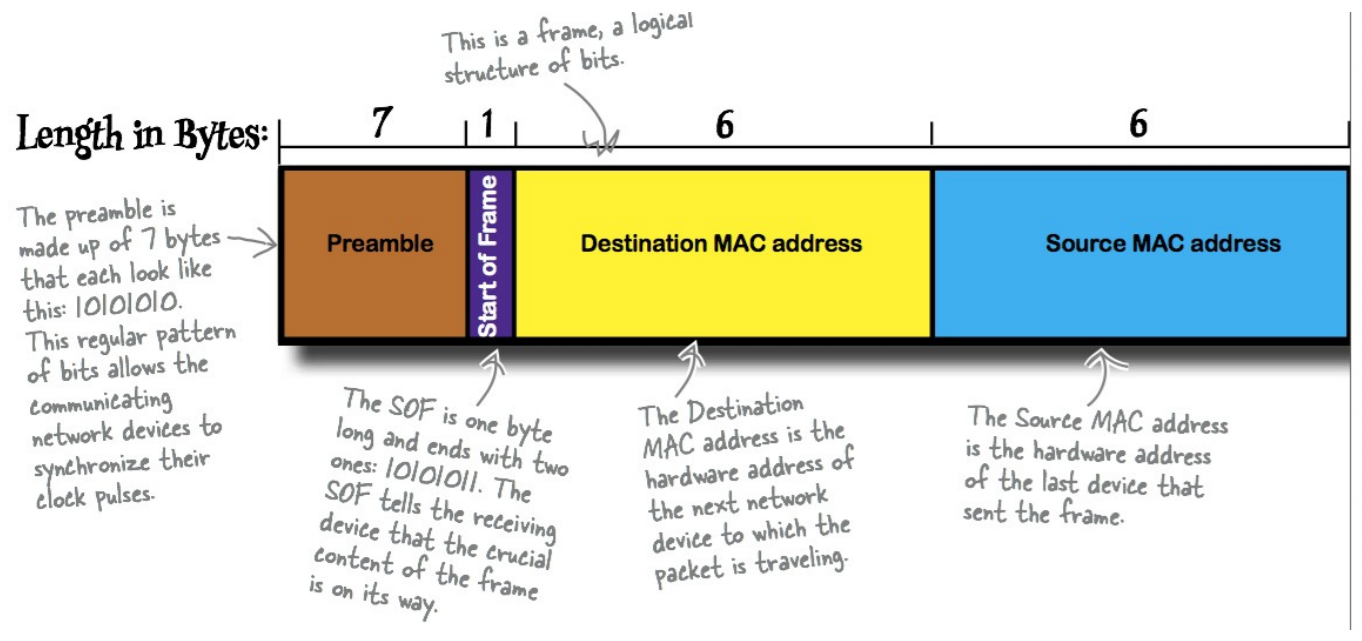 This is a frame, a logical
structure of bits.
Length in Bytes:
7
1
6
6
The preamble is
made up of 7 bytes
that each look like
this: 10101010.
This regular pattern
of bits allows the
communicating
network devices to
synchronize their
clock pulses.
Preamble
Start of Frame
Destination MAC address
Source MAC address
The SOF is one byte
long and ends with two
ones: 10101011. The
SOF tells the receiving
device that the crucial
content of the frame
is on its way.
The Destination
MAC address is the
hardware address of
the next network
device to which the
packet is traveling.
The Source MAC address
is the hardware address
of the last device that
sent the frame.